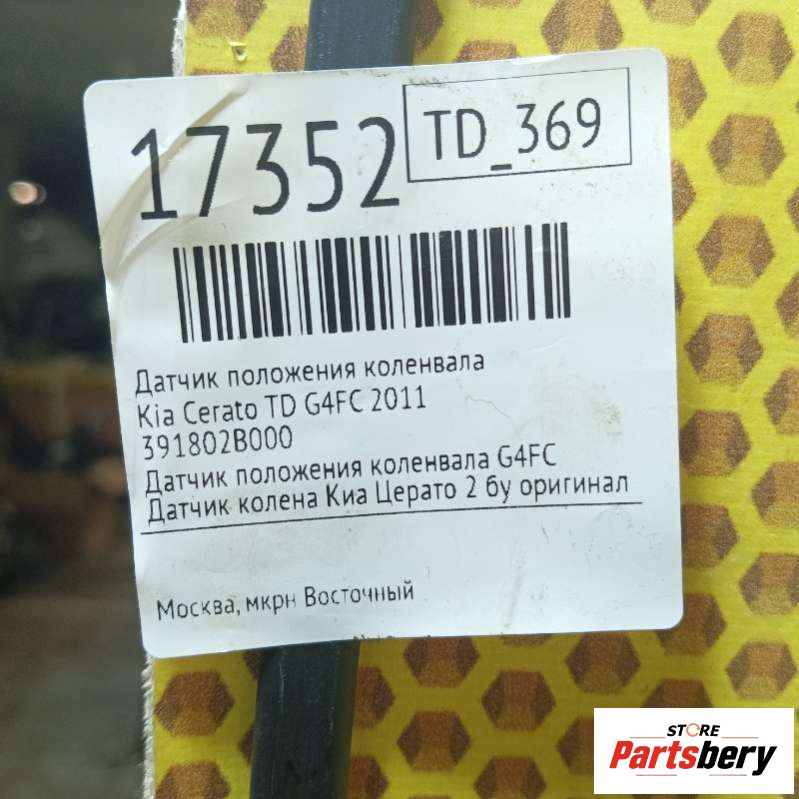 17352
TD_369
Датчик положения коленвала
Kia Cerato TD G4FC 2011
391802B000
Датчик положения коленвала G4FC
Датчик колена Киа Церато 2 бу оригинал
Москва, мкрн Восточный
STORE
Partsbery